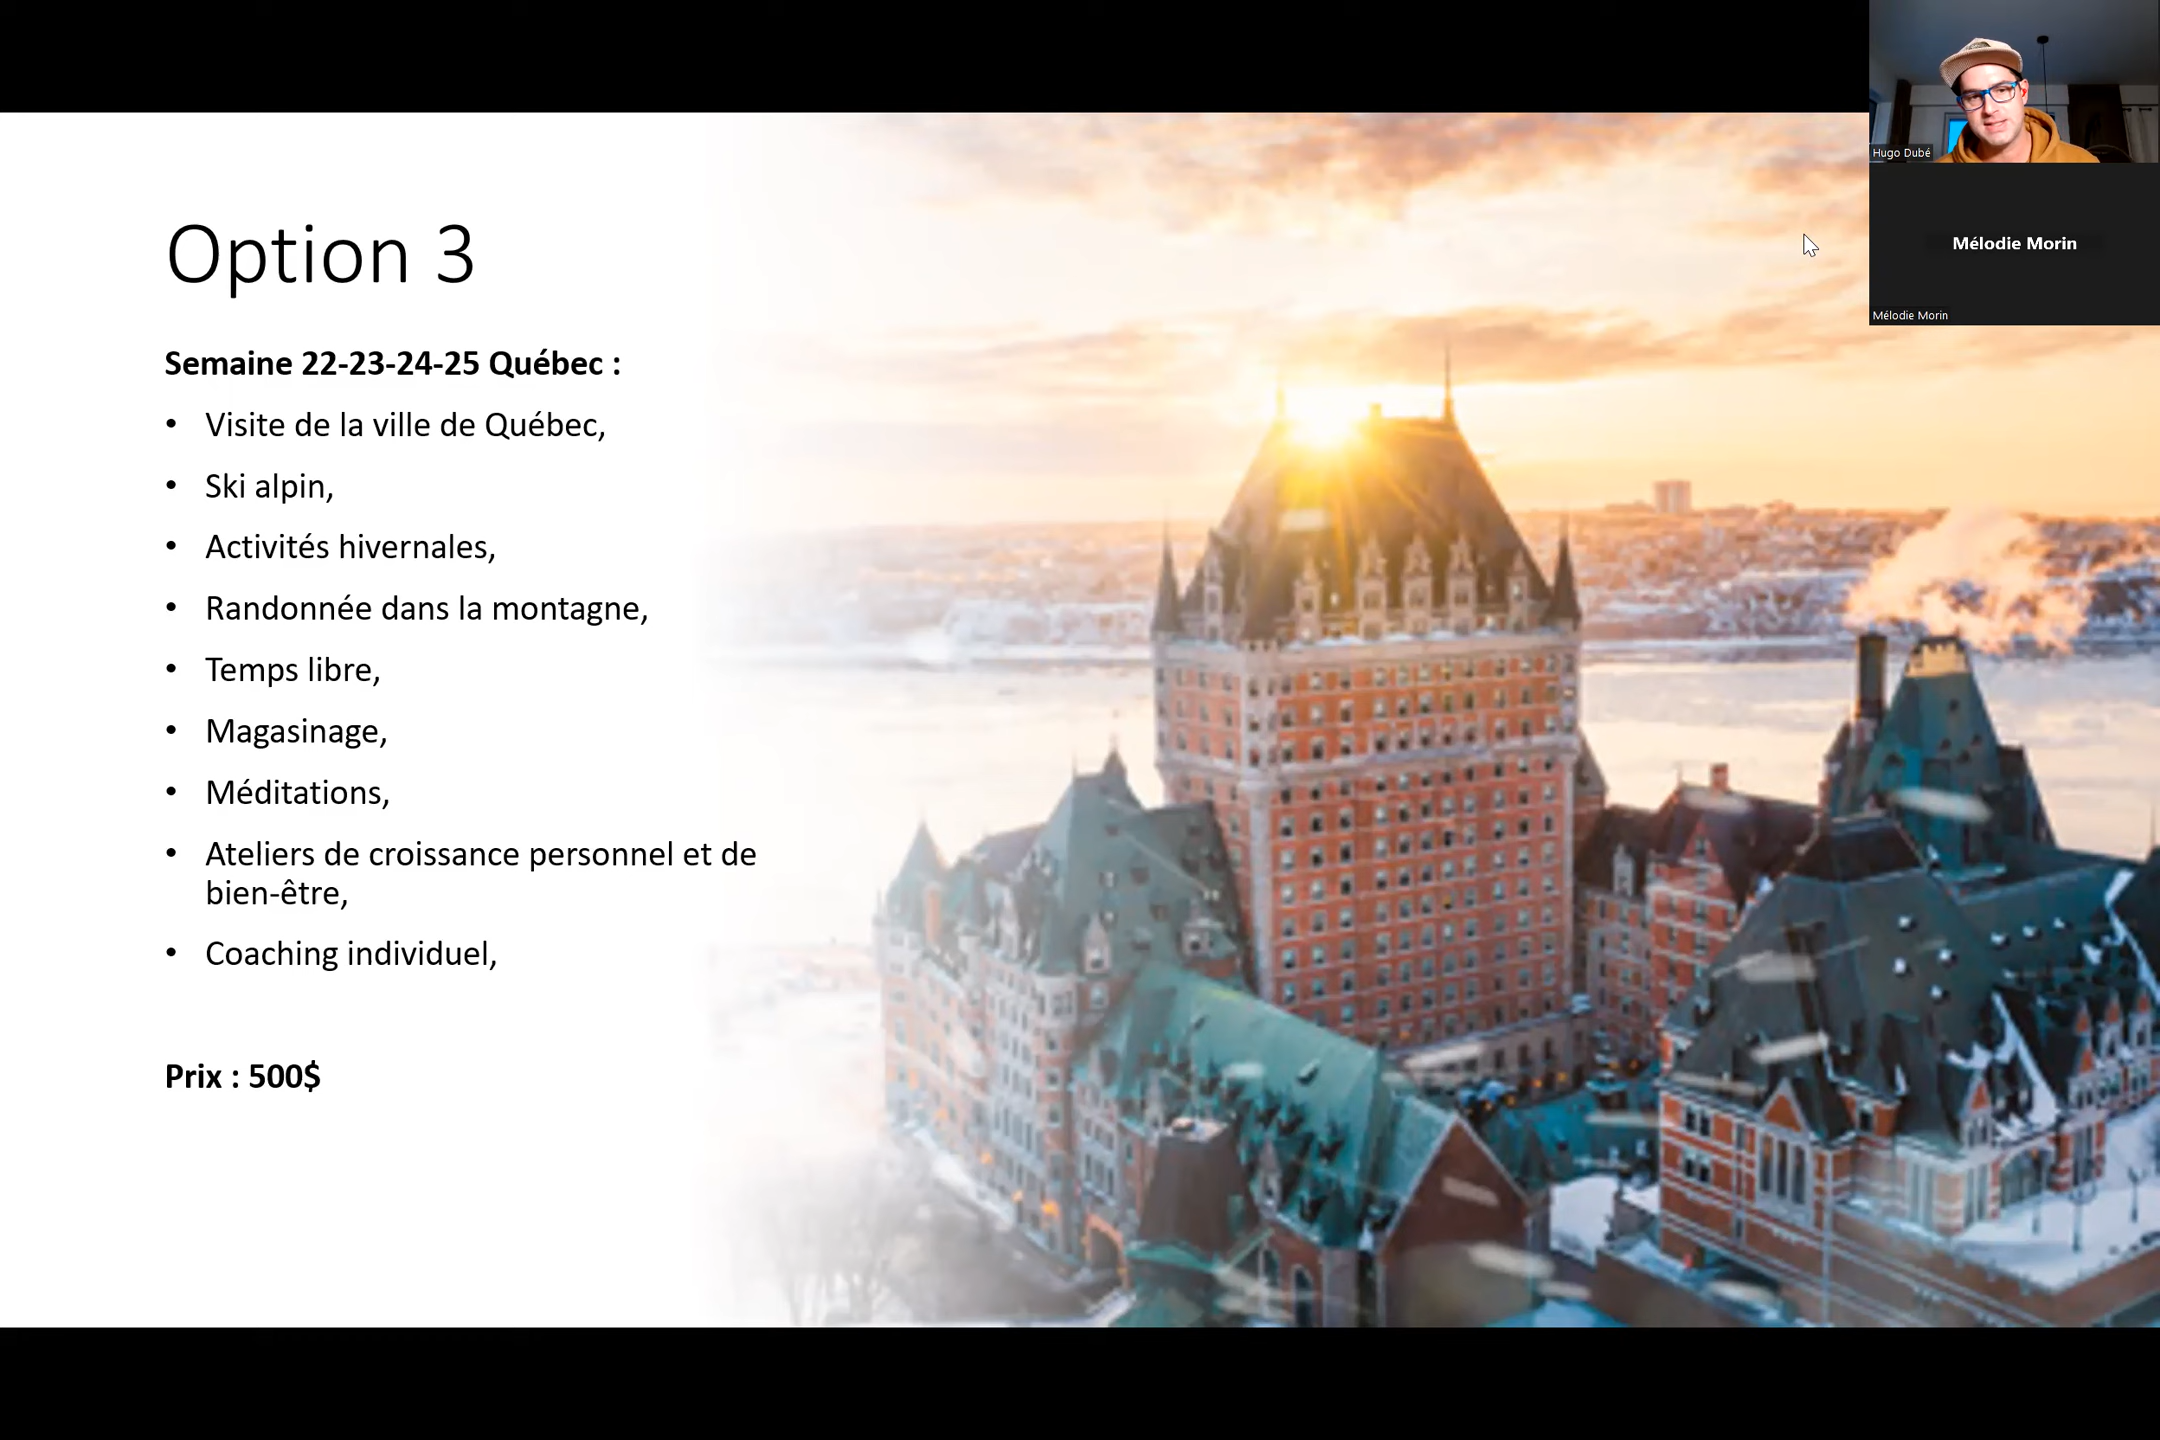 Option 3
Semaine 22-23-24-25 Québec :
• Visite de la ville de Québec,
• Ski alpin,
• Activités hivernales,
• Randonnée dans la montagne,
• Temps libre,
• Magasinage,
• Méditations,
• Ateliers de croissance personnel et de
bien-être,
• Coaching individuel,
Prix : 500$
Hugo Dubé
Mélodie Morin
Mélodie Morin